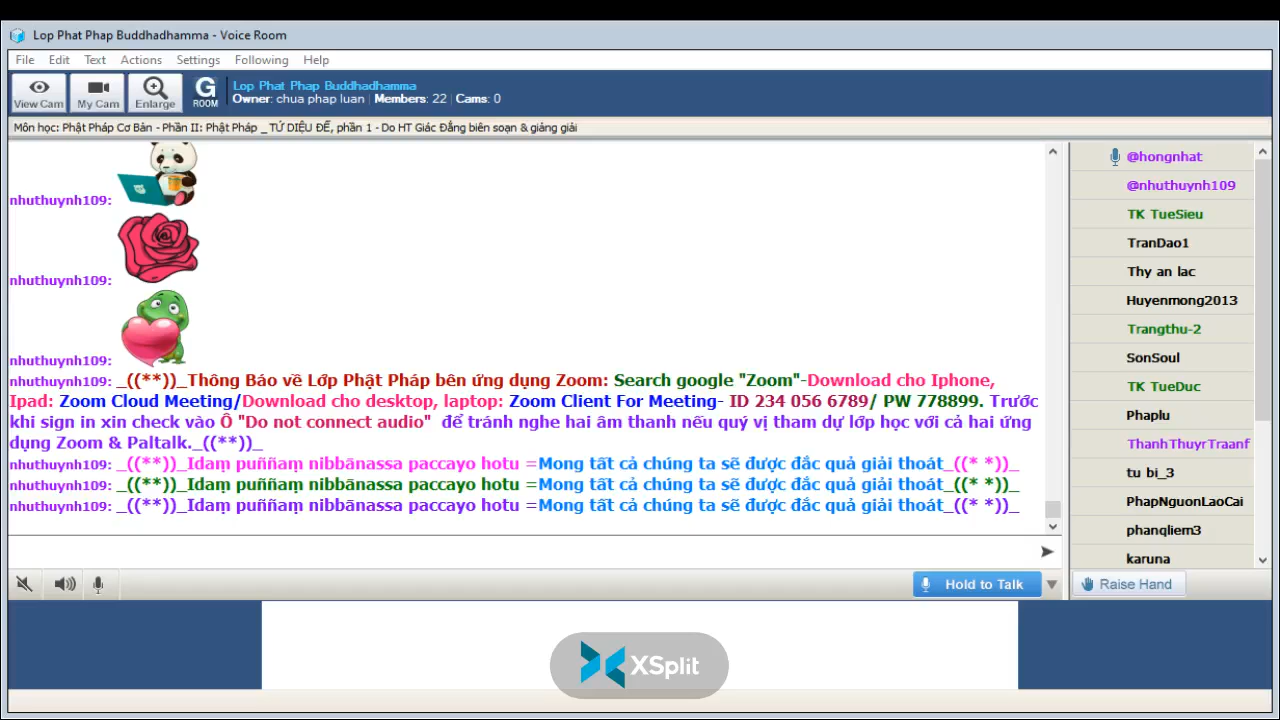 Lop Phat Phap Buddhadhamma - Voice Room
File Edit Text Actions Settings Following Help
View Cam My Cam Enlarge G ROOM
Lop Phat Phap Buddhadhamma
Owner: chua phap luan | Members: 22 | Cams: 0
Môn học: Phật Pháp Cơ Bản - Phần II: Phật Pháp _ TỨ DIỆU ĐẾ, phần 1 - Do HT Giác Đẳng biên soạn & giảng giải
nhuthuynh109:
nhuthuynh109:
nhuthuynh109:
nhuthuynh109: _((**))_Thông Báo về Lớp Phật Pháp bên ứng dụng Zoom: Search google "Zoom"-Download cho Iphone,
Ipad: Zoom Cloud Meeting/Download cho desktop, laptop: Zoom Client For Meeting- ID 234 056 6789/ PW 778899. Trước
khi sign in xin check vào Ô "Do not connect audio" để tránh nghe hai âm thanh nếu quý vị tham dự lớp học với cả hai ứng
dụng Zoom & Paltalk._((**))_
nhuthuynh109: _((**))_Idaṃ puññaṃ nibbānassa paccayo hotu =Mong tất cả chúng ta sẽ được đắc quả giải thoát_((* *))_
nhuthuynh109: _((**))_Idaṃ puññaṃ nibbānassa paccayo hotu =Mong tất cả chúng ta sẽ được đắc quả giải thoát_((* *))_
nhuthuynh109: _((**))_Idaṃ puññaṃ nibbānassa paccayo hotu =Mong tất cả chúng ta sẽ được đắc quả giải thoát_((* *))_
Hold to Talk
@hongnhat
@nhuthuynh109
TK TueSieu
TranDao1
Thy an lac
Huyenmong2013
Trangthu-2
SonSoul
TK TueDuc
Phaplu
ThanhThuyrTraanf
tu bi_3
PhapNguonLaoCai
phanqliem3
karuna
Raise Hand
XSplit